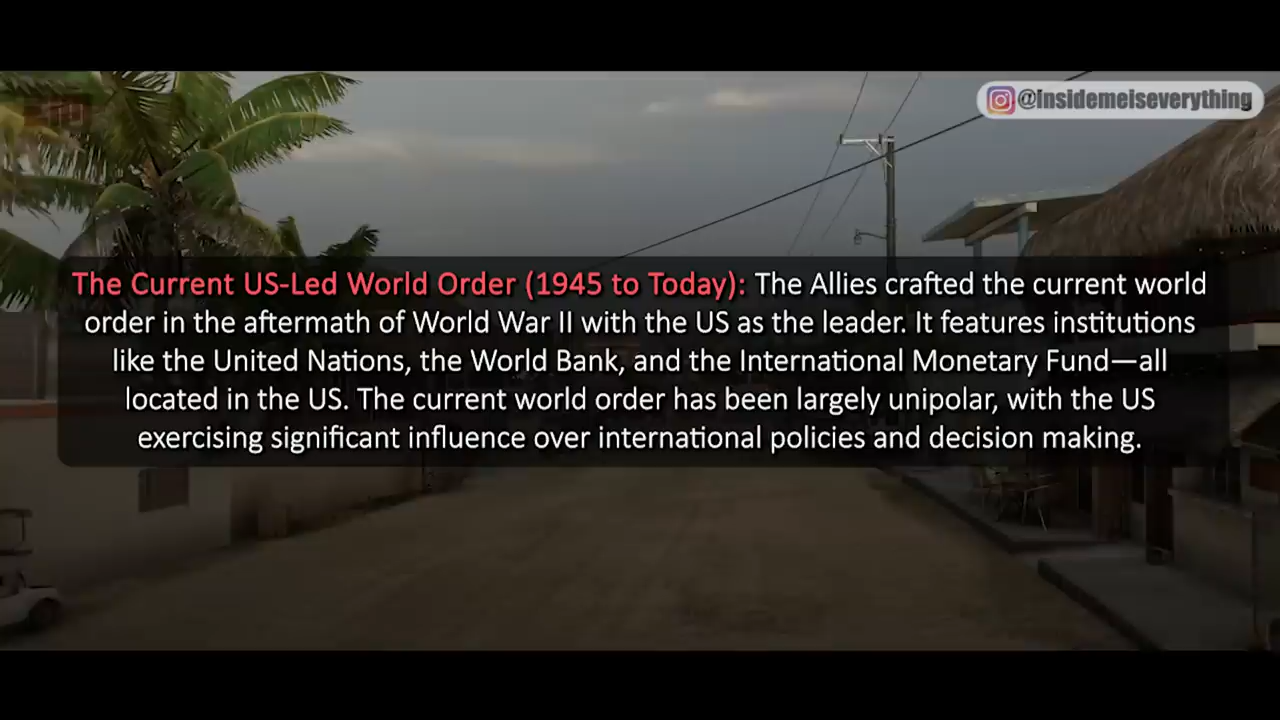 @insidemeiseverything
The Current US-Led World Order (1945 to Today): The Allies crafted the current world
order in the aftermath of World War II with the US as the leader. It features institutions
like the United Nations, the World Bank, and the International Monetary Fund—all
located in the US. The current world order has been largely unipolar, with the US
exercising significant influence over international policies and decision making.